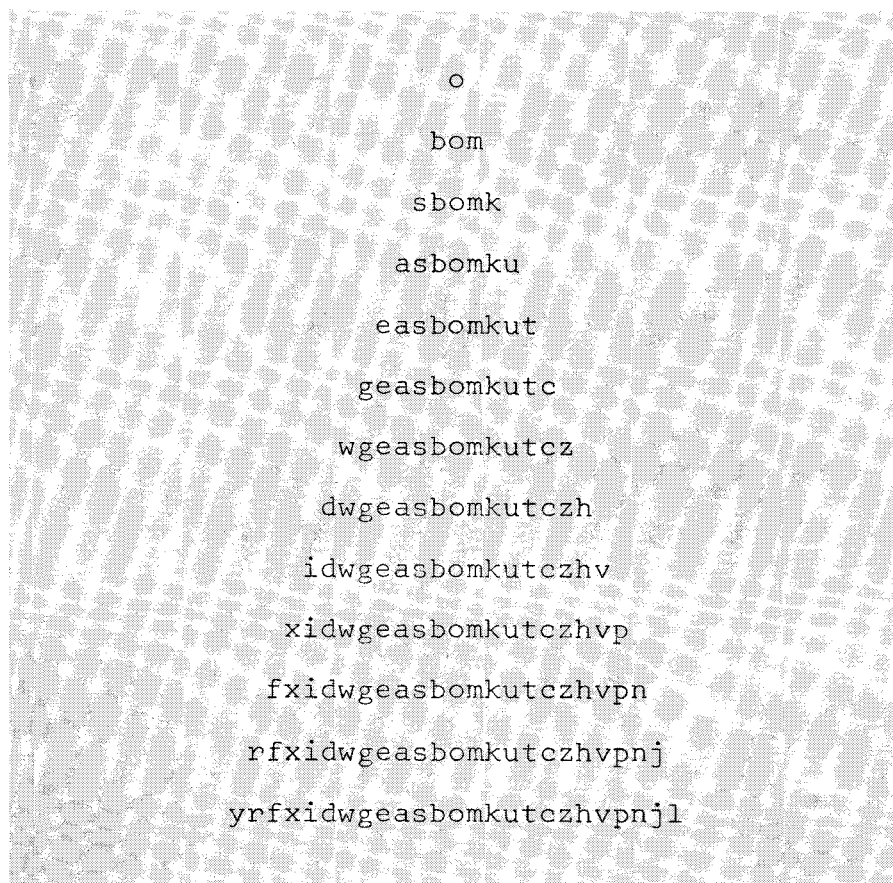 o
bom
sbomk
asbomku
easbomkut
geasbomkutc
wgeasbomkutcz
dwgeasbomkutczh
idwgeasbomkutczhv
xidwgeasbomkutczhvp
fxidwgeasbomkutczhvpn
rfxidwgeasbomkutczhvpnj
yrfxidwgeasbomkutczhvpnjl